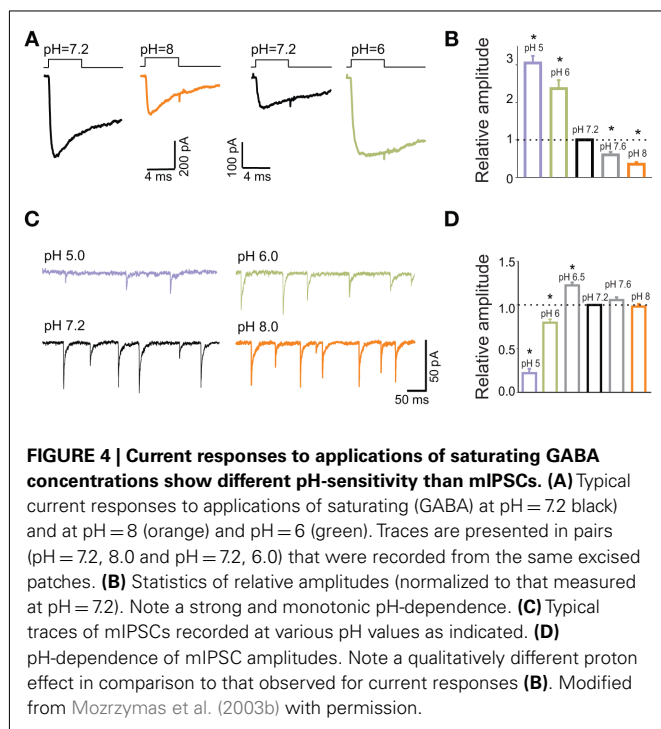 A
pH=7.2
pH=8
pH=7.2
pH=6
4 ms
200 pA
100 pA
4 ms
B
Relative amplitude
3
2
1
0
*
pH 5
*
pH 6
pH 7.2
*
pH 7.6
*
pH 8
C
pH 5.0
pH 6.0
pH 7.2
pH 8.0
50 pA
50 ms
D
Relative amplitude
1.5
1.0
0.5
0.0
*
pH 5
*
pH 6
*
pH 6.5
pH 7.2
pH 7.6
pH 8
FIGURE 4 | Current responses to applications of saturating GABA
concentrations show different pH-sensitivity than mIPSCs. (A) Typical
current responses to applications of saturating (GABA) at pH = 7.2 black)
and at pH = 8 (orange) and pH = 6 (green). Traces are presented in pairs
(pH = 7.2, 8.0 and pH = 7.2, 6.0) that were recorded from the same excised
patches. (B) Statistics of relative amplitudes (normalized to that measured
at pH = 7.2). Note a strong and monotonic pH-dependence. (C) Typical
traces of mIPSCs recorded at various pH values as indicated. (D)
pH-dependence of mIPSC amplitudes. Note a qualitatively different proton
effect in comparison to that observed for current responses (B). Modified
from Mozrzymas et al. (2003b) with permission.